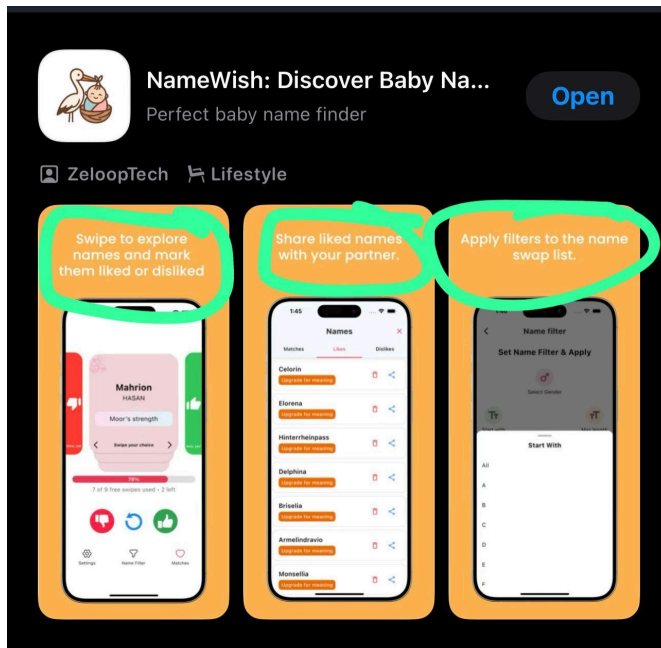 NameWish: Discover Baby Na...
Perfect baby name finder
Open
ZeloopTech
Lifestyle
Swipe to explore
names and mark
them liked or disliked
Mahrion
HASAN
Moor's strength
Swipe your choice
78%
7 of 9 free swipes used • 2 left
Settings
Name Filter
Matches
Share liked names
with your partner.
1:45
Names
Matches
Likes
Dislikes
Celorin
Upgrade for meaning
Elorena
Upgrade for meaning
Hinterrheinpass
Upgrade for meaning
Delphina
Upgrade for meaning
Briselia
Upgrade for meaning
Armelindravio
Upgrade for meaning
Monsellia
Upgrade for meaning
Apply filters to the name
swap list.
Name filter
Set Name Filter & Apply
Select Gender
Start With
All
A
B
C
D
E
F